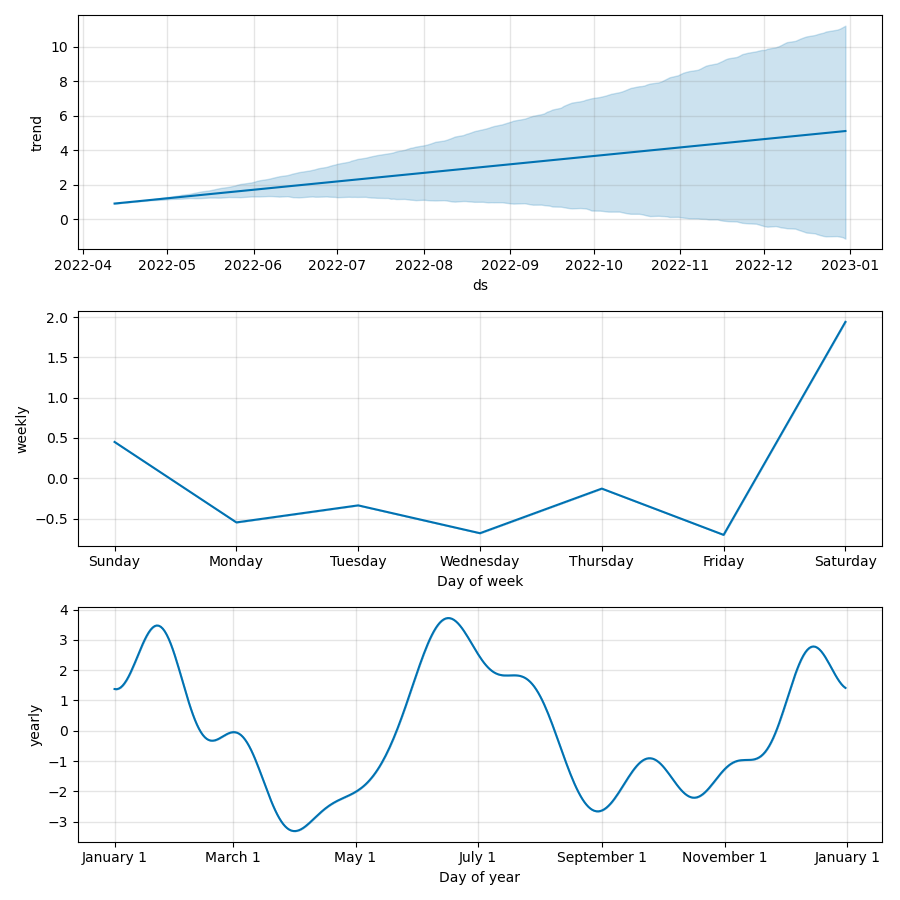 trend
10
8
6
4
2
0
2022-04 2022-05 2022-06 2022-07 2022-08 2022-09 2022-10 2022-11 2022-12 2023-01
ds
weekly
2.0
1.5
1.0
0.5
0.0
−0.5
Sunday Monday Tuesday Wednesday Thursday Friday Saturday
Day of week
yearly
4
3
2
1
0
−1
−2
−3
January 1 March 1 May 1 July 1 September 1 November 1 January 1
Day of year